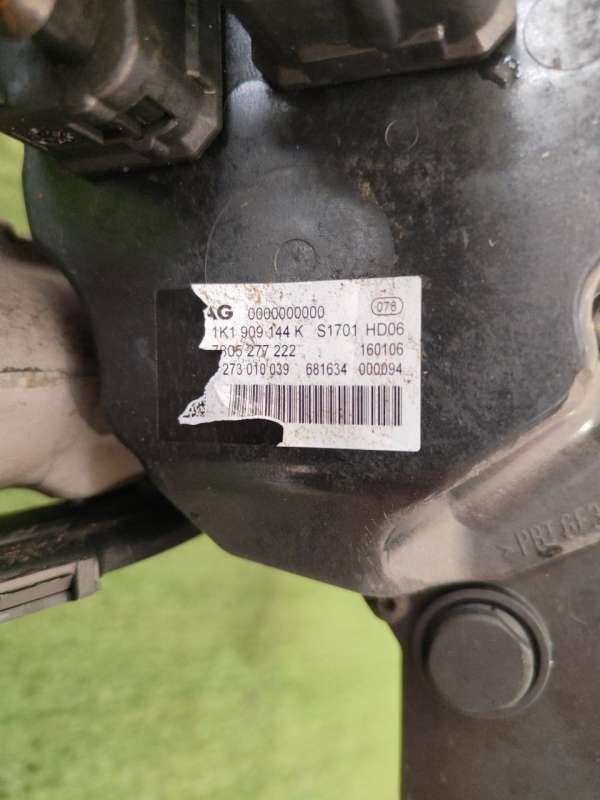 AG 0000000000 078
1K1 909 144 K S1701 HD06
7805 277 222 160106
273 010 039 681634 000094